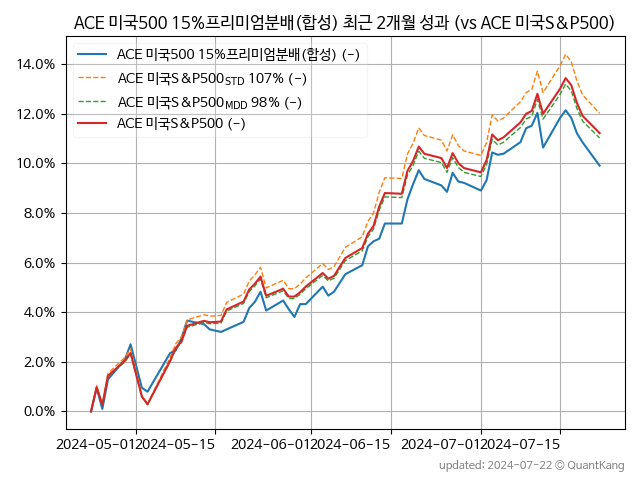 ACE 미국500 15%프리미엄분배(합성) 최근 2개월 성과 (vs ACE 미국S&P500)
ACE 미국500 15%프리미엄분배(합성) (-)
ACE 미국S&P500STD 107% (-)
ACE 미국S&P500MDD 98% (-)
ACE 미국S&P500 (-)
14.0%
12.0%
10.0%
8.0%
6.0%
4.0%
2.0%
0.0%
2024-05-01 2024-05-15 2024-06-01 2024-06-15 2024-07-01 2024-07-15
updated: 2024-07-22 © QuantKang